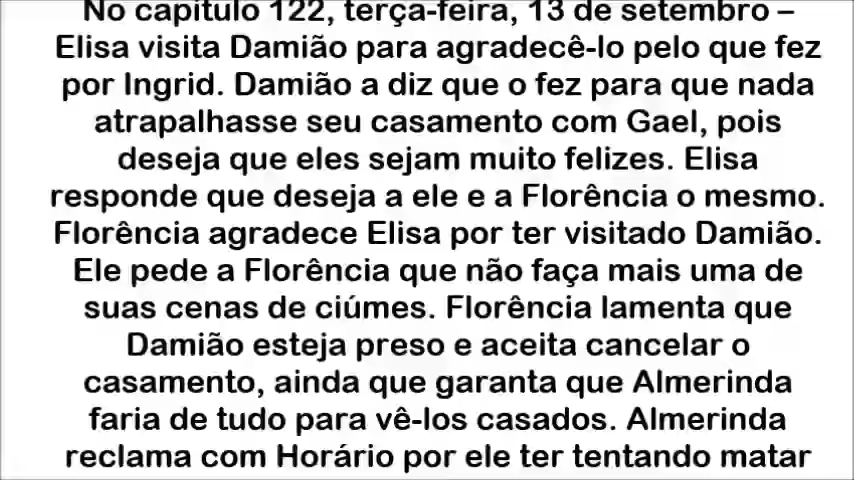 No capítulo 122, terça-feira, 13 de setembro –
Elisa visita Damião para agradecê-lo pelo que fez
por Ingrid. Damião a diz que o fez para que nada
atrapalhasse seu casamento com Gael, pois
deseja que eles sejam muito felizes. Elisa
responde que deseja a ele e a Florência o mesmo.
Florência agradece Elisa por ter visitado Damião.
Ele pede a Florência que não faça mais uma de
suas cenas de ciúmes. Florência lamenta que
Damião esteja preso e aceita cancelar o
casamento, ainda que garanta que Almerinda
faria de tudo para vê-los casados. Almerinda
reclama com Horário por ele ter tentando matar